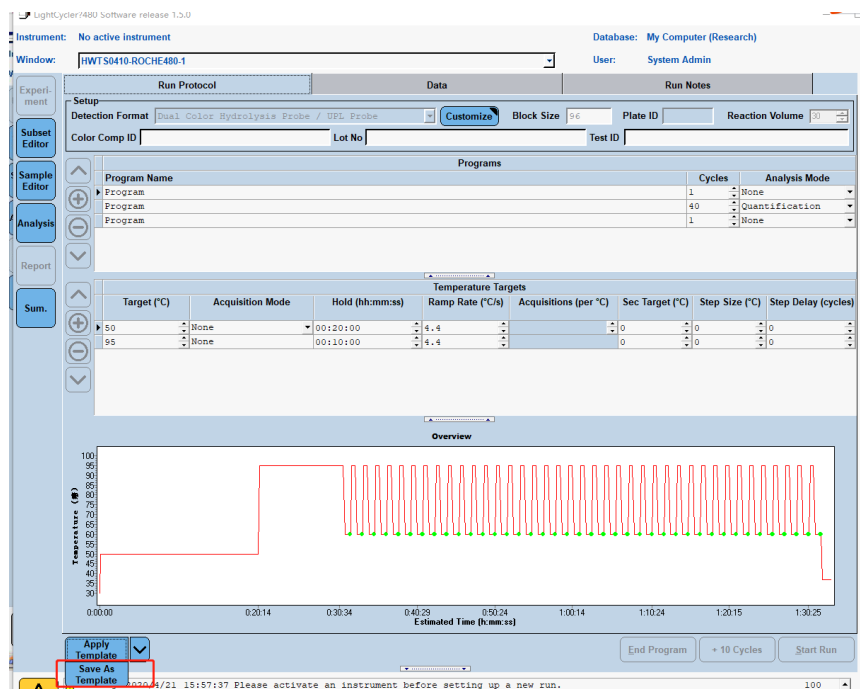 LightCycler?480 Software release 1.5.0
Instrument: No active instrument Database: My Computer (Research)
Window: HWTS0410-ROCHE480-1 User: System Admin
Experi-
ment
Subset
Editor
Sample
Editor
Analysis
Report
Sum.
Run Protocol Data Run Notes
Setup
Detection Format Dual Color Hydrolysis Probe / UPL Probe Customize Block Size 96 Plate ID Reaction Volume 30
Color Comp ID Lot No Test ID
Programs
Program Name Cycles Analysis Mode
Program 1 None
Program 40 Quantification
Program 1 None
Temperature Targets
Target (°C) Acquisition Mode Hold (hh:mm:ss) Ramp Rate (°C/s) Acquisitions (per °C) Sec Target (°C) Step Size (°C) Step Delay (cycles)
50 None 00:20:00 4.4 0 0 0
95 None 00:10:00 4.4 0 0 0
Overview
Temperature
100
95
90
85
80
75
70
65
60
55
50
45
40
35
30
0:00:00 0:20:14 0:30:34 0:40:29 0:50:24 1:00:14 1:10:24 1:20:15 1:30:25
Estimated Time (h:mm:ss)
Apply
Template
End Program + 10 Cycles Start Run
Save As
Template
/4/21 15:57:37 Please activate an instrument before setting up a new run. 100